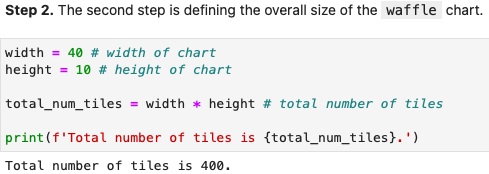 Step 2. The second step is defining the overall size of the waffle chart.
width = 40 # width of chart
height = 10 # height of chart
total_num_tiles = width * height # total number of tiles
print(f'Total number of tiles is {total_num_tiles}.')
Total number of tiles is 400.